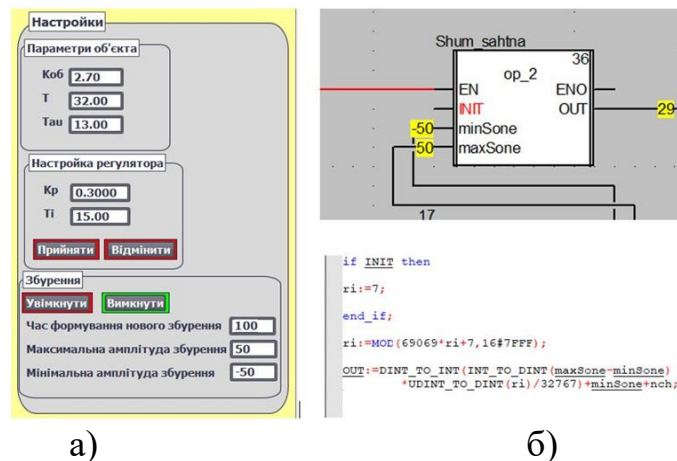 Настройки
Параметри об'єкта
Коб 2.70
T 32.00
Tau 13.00
Настройка регулятора
Kp 0.3000
Ti 15.00
Прийняти Відмінити
Збурення
Увімкнути Вимкнути
Час формування нового збурення 100
Максимальна амплітуда збурення 50
Мінімальна амплітуда збурення -50
а)
Shum_sahtna
36
op_2
EN ENO
INIT OUT 29
-50 minSone
50 maxSone
17
if INIT then
ri:=7;
end_if;
ri:=MOD(69069*ri+7,16#7FFF);
OUT:=DINT_TO_INT(INT_TO_DINT(maxSone-minSone)
*UDINT_TO_DINT(ri)/32767)+minSone+nch;
б)